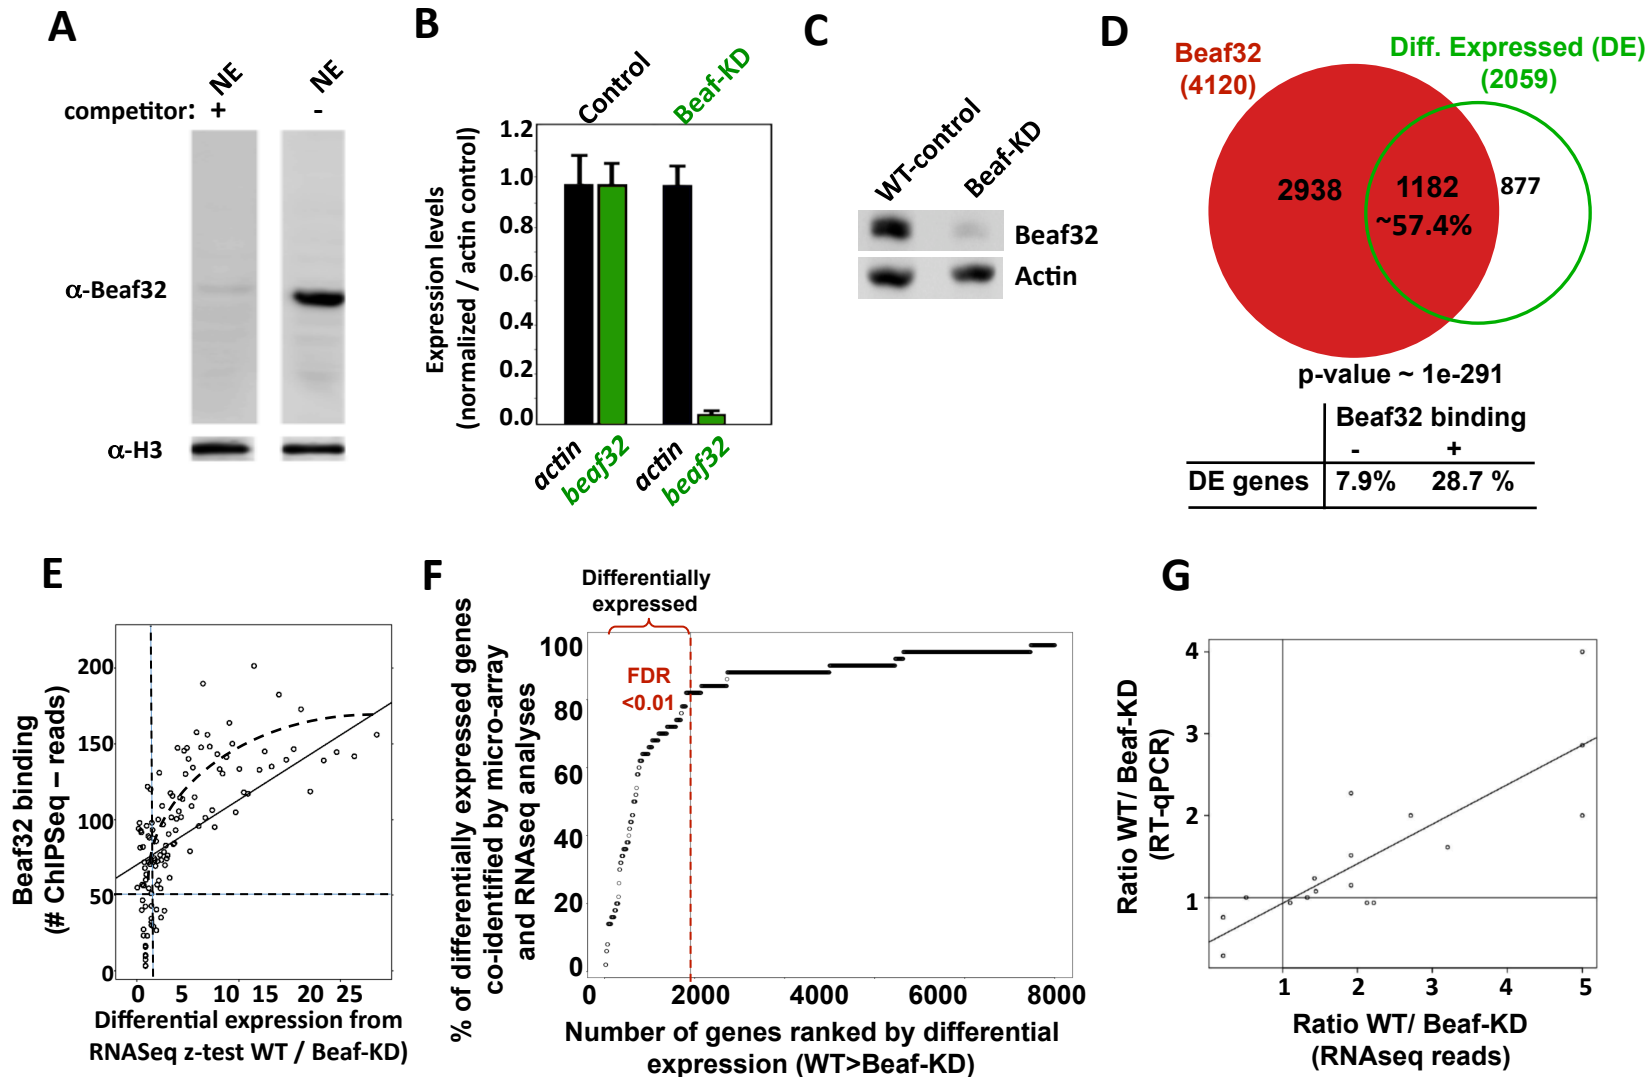 A
NE NE
competitor: + -
α-Beaf32
α-H3
B
Control Beaf-KD
Expression levels
(normalized / actin control)
1.2
1.0
0.8
0.6
0.4
0.2
0.0
actin beaf32 actin beaf32
C
WT-control Beaf-KD
Beaf32
Actin
D
Beaf32
(4120)
Diff. Expressed (DE)
(2059)
2938 1182 877
~57.4%
p-value ~ 1e-291
Beaf32 binding
- +
DE genes 7.9% 28.7 %
E
Beaf32 binding
(# ChIPSeq – reads)
200
150
100
50
0
0 5 10 15 20 25
Differential expression from
RNASeq z-test WT / Beaf-KD)
F
Differentially
expressed
FDR
<0.01
% of differentially expressed genes
co-identified by micro-array
and RNAseq analyses
100
80
60
40
20
0
0 2000 4000 6000 8000
Number of genes ranked by differential
expression (WT>Beaf-KD)
G
Ratio WT/ Beaf-KD
(RT-qPCR)
4
3
2
1
1 2 3 4 5
Ratio WT/ Beaf-KD
(RNAseq reads)